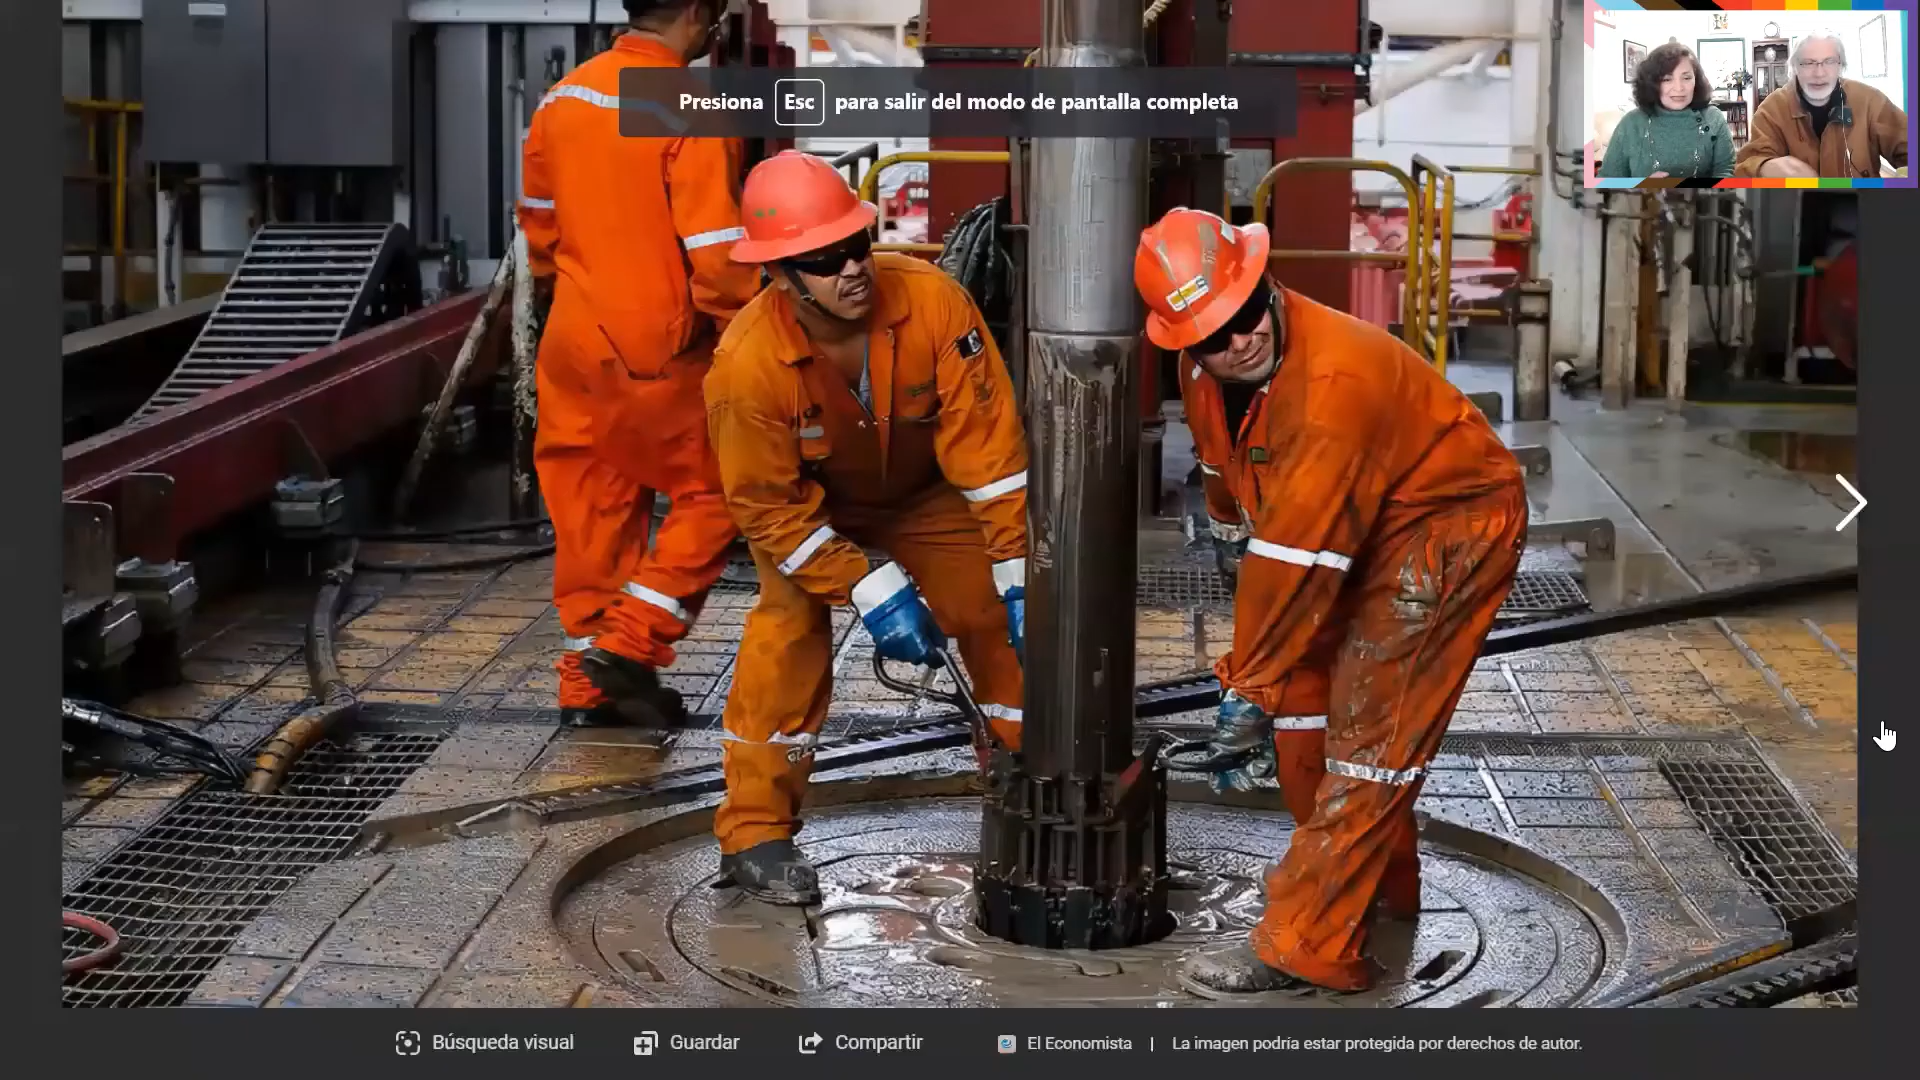 Presiona Esc para salir del modo de pantalla completa
Búsqueda visual Guardar Compartir El Economista | La imagen podría estar protegida por derechos de autor.